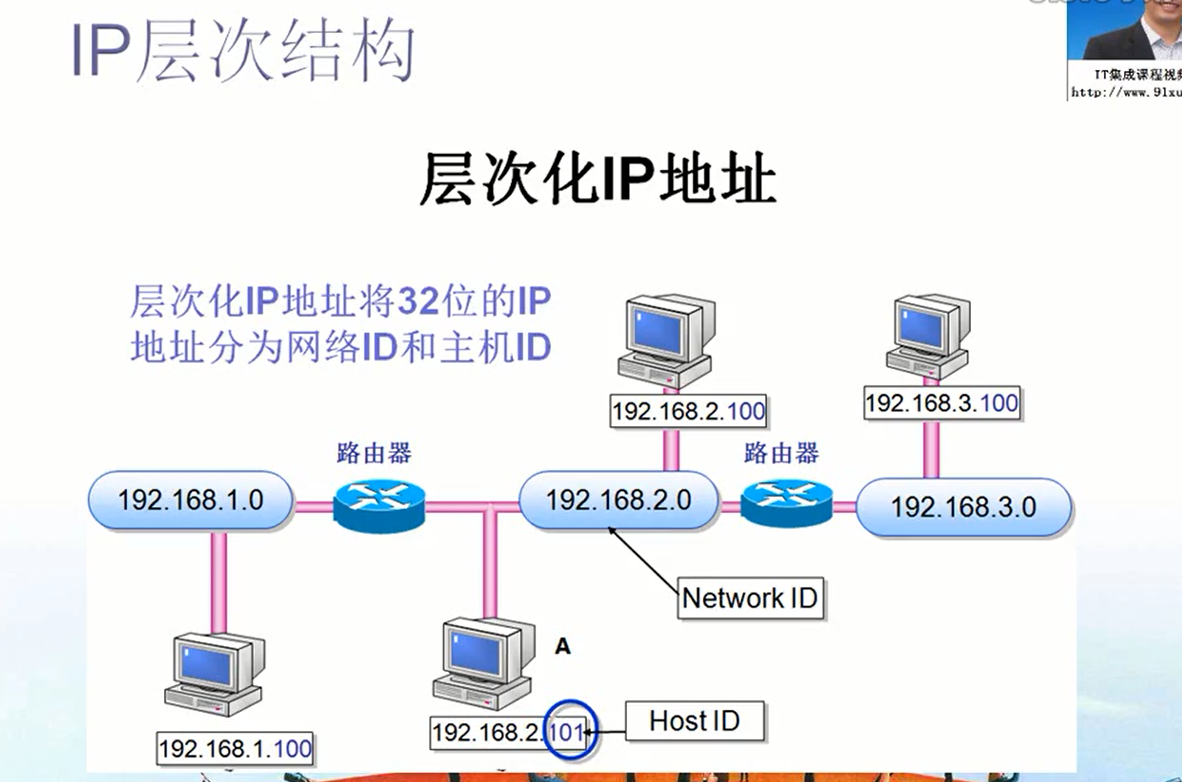 IP层次结构
IT集成课程视频
http://www.91xu
层次化IP地址
层次化IP地址将32位的IP
地址分为网络ID和主机ID
192.168.2.100
192.168.3.100
路由器
路由器
192.168.1.0
192.168.2.0
192.168.3.0
Network ID
A
192.168.2.101
Host ID
192.168.1.100